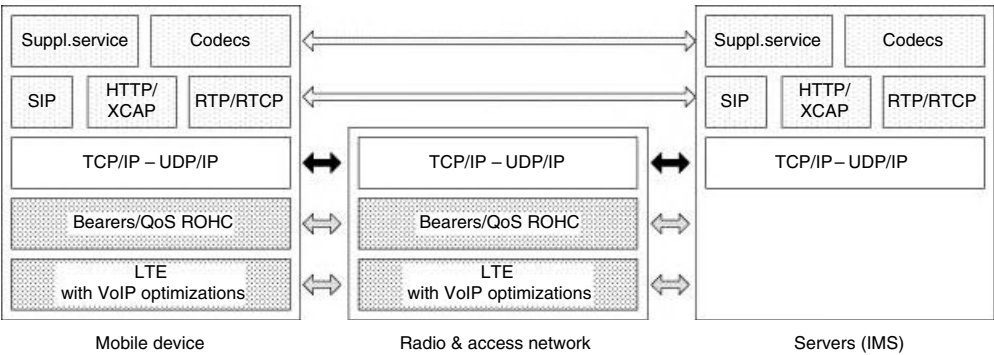 Suppl.service Codecs Suppl.service Codecs
SIP HTTP/ RTP/RTCP SIP HTTP/ RTP/RTCP
XCAP XCAP
TCP/IP – UDP/IP TCP/IP – UDP/IP TCP/IP – UDP/IP
Bearers/QoS ROHC Bearers/QoS ROHC
LTE LTE
with VoIP optimizations with VoIP optimizations
Mobile device Radio & access network Servers (IMS)